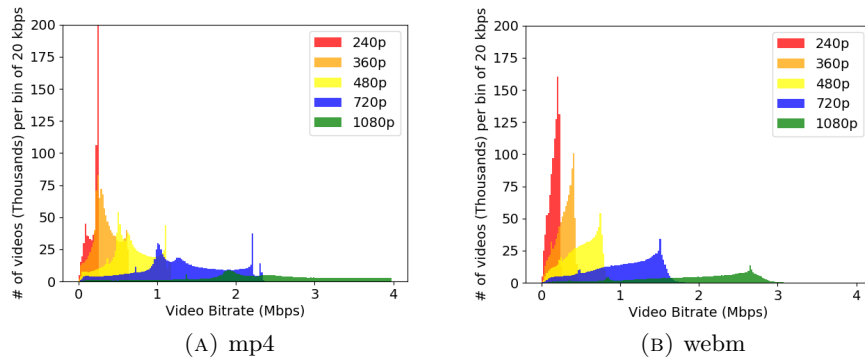 # of videos (Thousands) per bin of 20 kbps
200
175
150
125
100
75
50
25
0
240p
360p
480p
720p
1080p
0
1
2
3
4
Video Bitrate (Mbps)
(A) mp4
# of videos (Thousands) per bin of 20 kbps
200
175
150
125
100
75
50
25
0
240p
360p
480p
720p
1080p
0
1
2
3
4
Video Bitrate (Mbps)
(B) webm